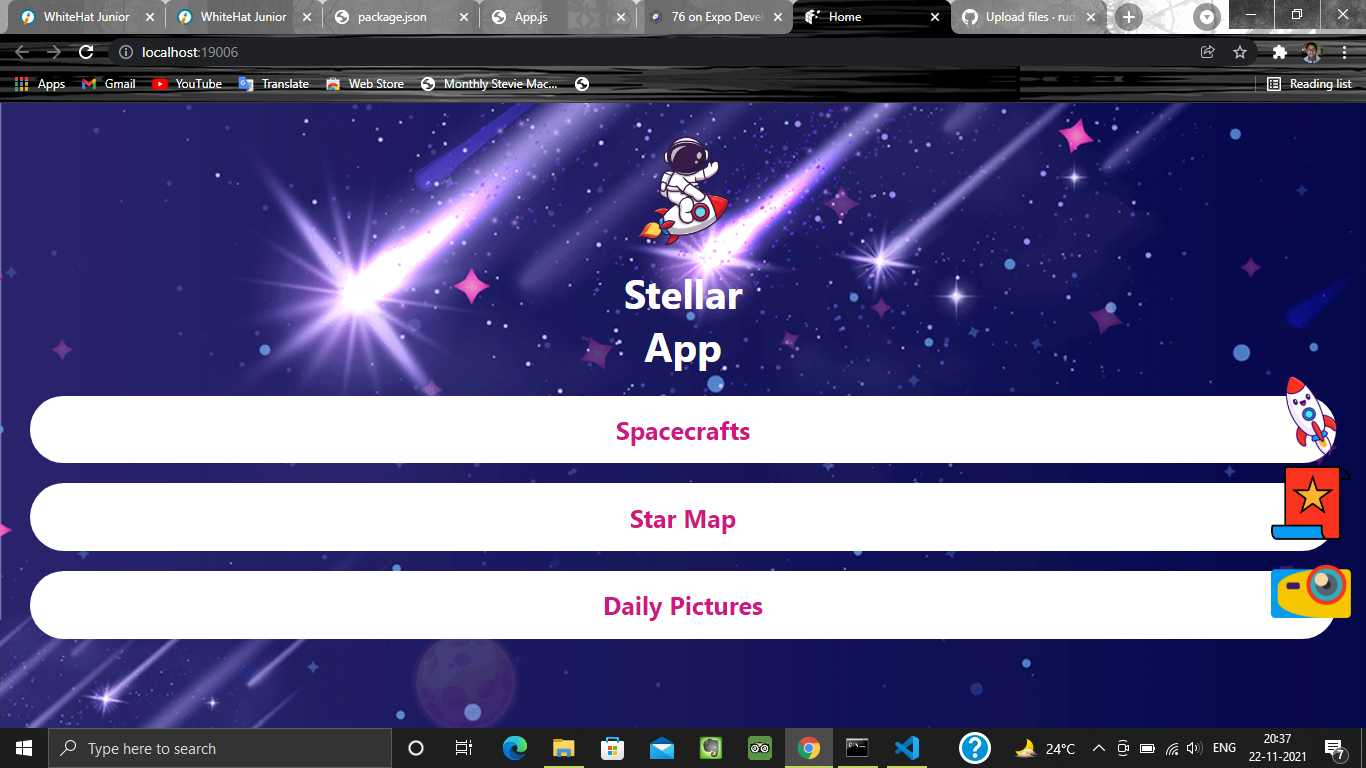 WhiteHat Junior
WhiteHat Junior
package.json
App.js
76 on Expo Devel
Home
Upload files · rud
localhost:19006
Apps
Gmail
YouTube
Translate
Web Store
Monthly Stevie Mac...
Reading list
Stellar
App
Spacecrafts
Star Map
Daily Pictures
Type here to search
24°C
ENG
20:37
22-11-2021
7